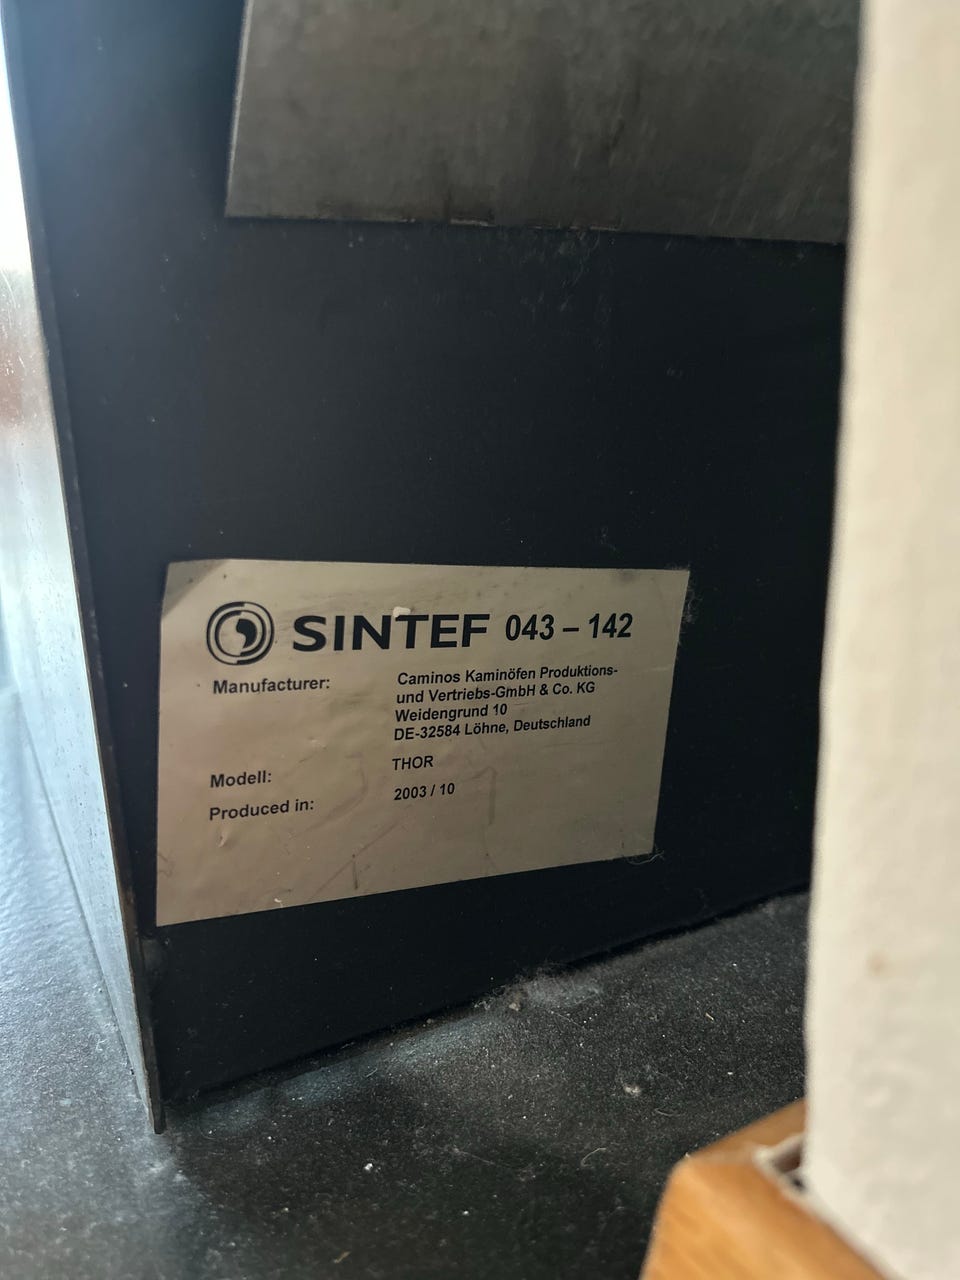 SINTEF 043 – 142
Manufacturer: Caminos Kaminöfen Produktions-
und Vertriebs-GmbH & Co. KG
Weidengrund 10
DE-32584 Löhne, Deutschland
Modell: THOR
Produced in: 2003 / 10